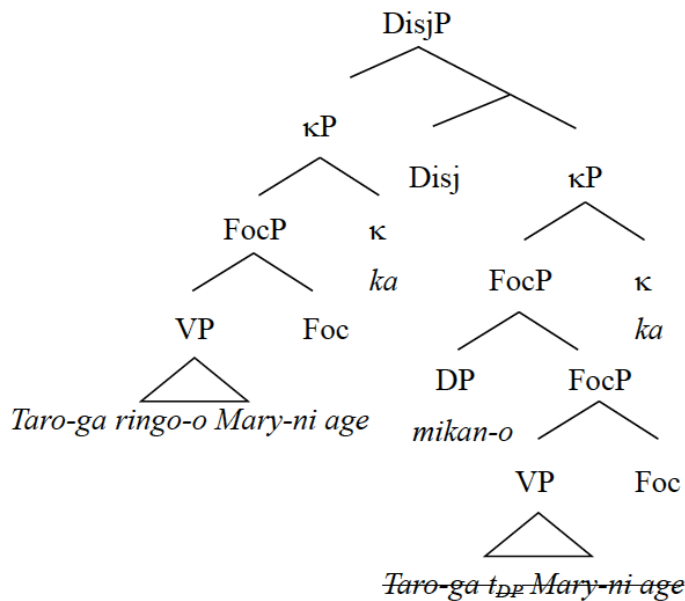 DisjP
κP
Disj κP
FocP κ
ka
FocP κ
ka
VP Foc
DP FocP
Taro-ga ringo-o Mary-ni age
mikan-o
VP Foc
Taro-ga t_DP Mary-ni age